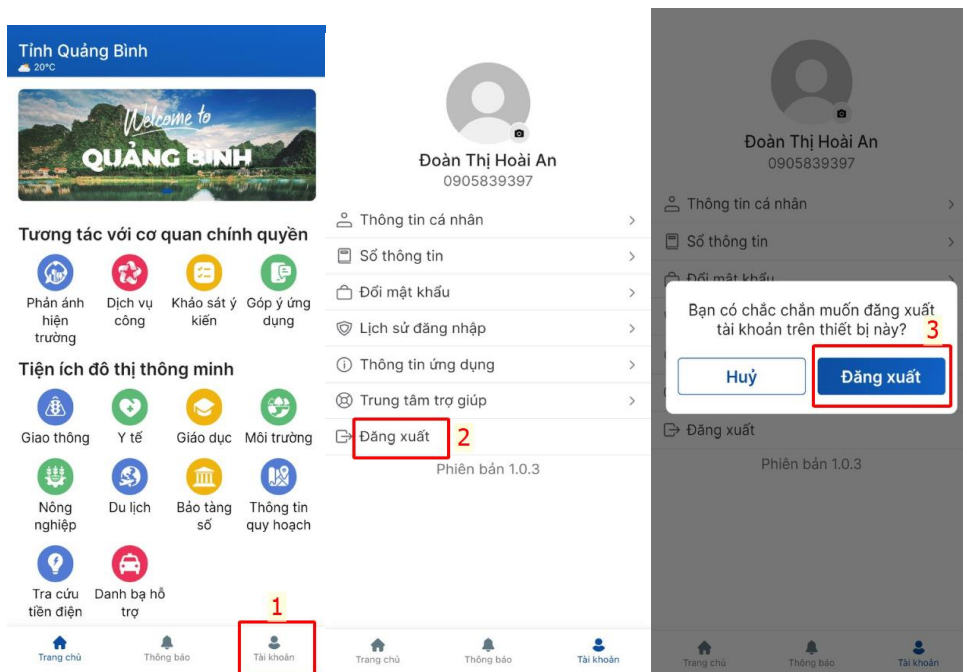 Tỉnh Quảng Bình
20°C
Welcome to
QUẢNG BÌNH
Tương tác với cơ quan chính quyền
Phản ánh
hiện
trường
Dịch vụ
công
Khảo sát ý
kiến
Góp ý ứng
dụng
Tiện ích đô thị thông minh
Giao thông
Y tế
Giáo dục
Môi trường
Nông
nghiệp
Du lịch
Bảo tàng
số
Thông tin
quy hoạch
Tra cứu
tiền điện
Danh bạ hỗ
trợ
1
Trang chủ
Thông báo
Tài khoản
Đoàn Thị Hoài An
0905839397
Thông tin cá nhân
Sổ thông tin
Đổi mật khẩu
Lịch sử đăng nhập
Thông tin ứng dụng
Trung tâm trợ giúp
Đăng xuất
2
Phiên bản 1.0.3
Trang chủ
Thông báo
Tài khoản
Đoàn Thị Hoài An
0905839397
Thông tin cá nhân
Sổ thông tin
Đổi mật khẩu
Bạn có chắc chắn muốn đăng xuất
tài khoản trên thiết bị này?
3
Huỷ
Đăng xuất
Đăng xuất
Phiên bản 1.0.3
Trang chủ
Thông báo
Tài khoản